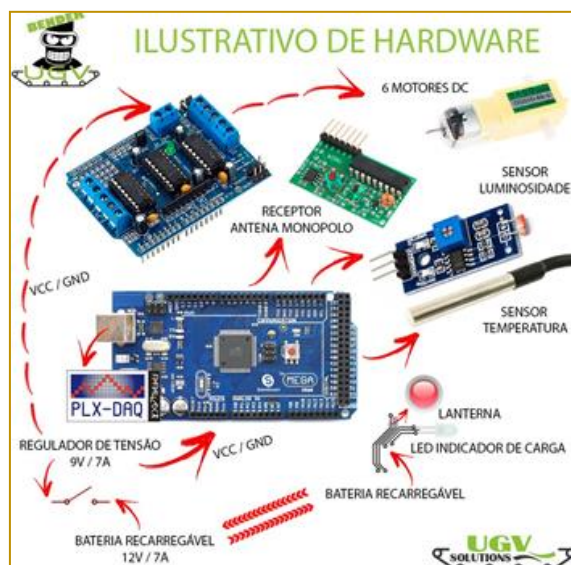 BENDER
UGV
ILUSTRATIVO DE HARDWARE
6 MOTORES DC
SENSOR
LUMINOSIDADE
RECEPTOR
ANTENA MONOPOLO
VCC / GND
SENSOR
TEMPERATURA
MEGA
PLX-DAQ
REGULADOR DE TENSÃO
9V / 7A
VCC / GND
LANTERNA
LED INDICADOR DE CARGA
BATERIA RECARREGÁVEL
BATERIA RECARREGÁVEL
12V / 7A
UGV
SOLUTIONS